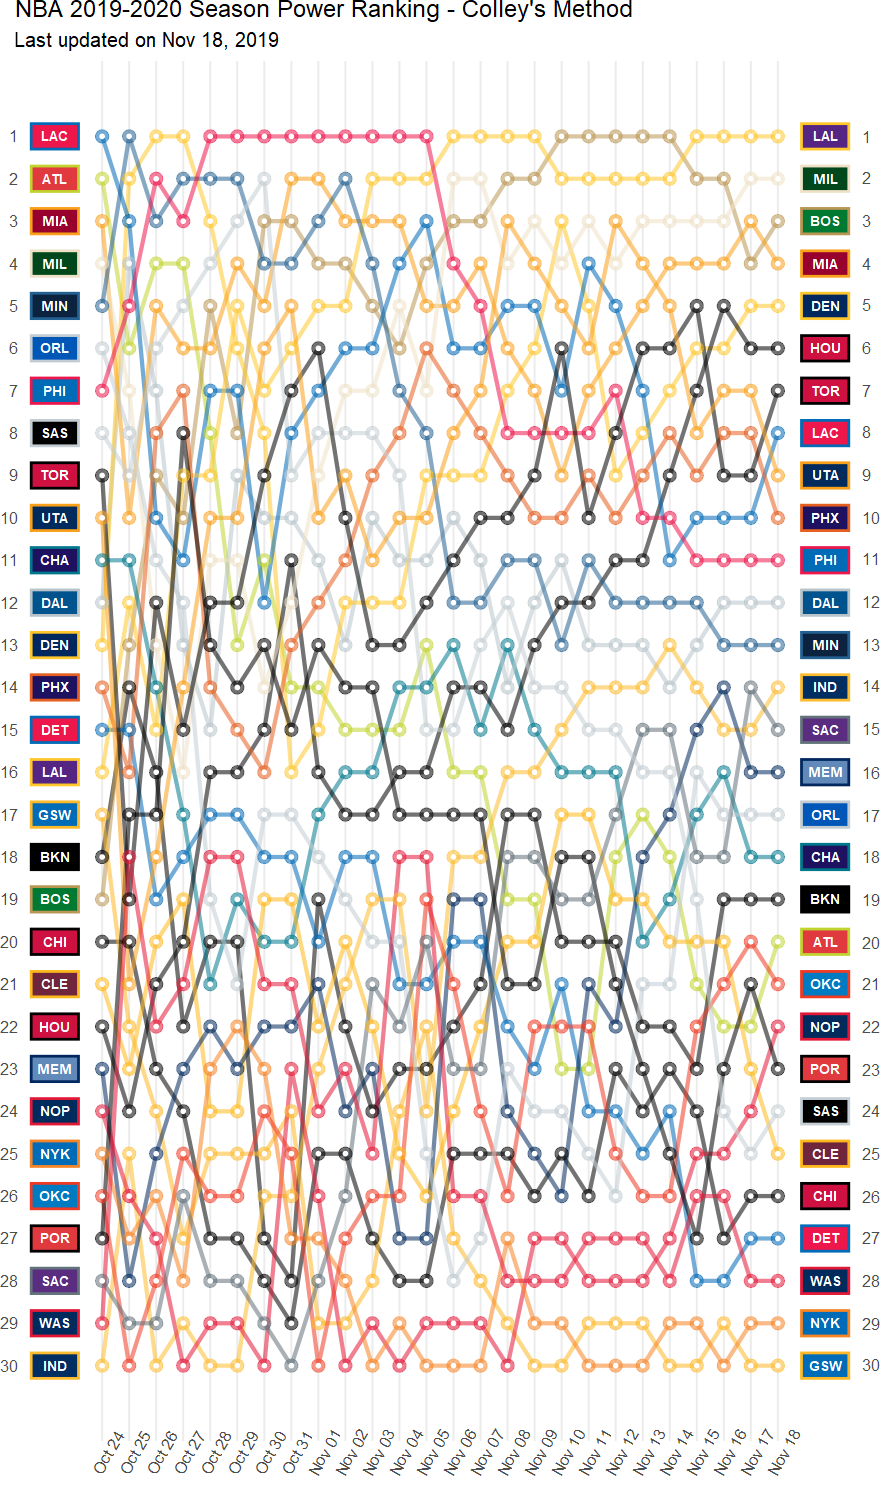 NBA 2019-2020 Season Power Ranking - Colley's Method
Last updated on Nov 18, 2019
1 LAC LAL 1
2 ATL MIL 2
3 MIA BOS 3
4 MIL MIA 4
5 MIN DEN 5
6 ORL HOU 6
7 PHI TOR 7
8 SAS LAC 8
9 TOR UTA 9
10 UTA PHX 10
11 CHA PHI 11
12 DAL DAL 12
13 DEN MIN 13
14 PHX IND 14
15 DET SAC 15
16 LAL MEM 16
17 GSW ORL 17
18 BKN CHA 18
19 BOS BKN 19
20 CHI ATL 20
21 CLE OKC 21
22 HOU NOP 22
23 MEM POR 23
24 NOP SAS 24
25 NYK CLE 25
26 OKC CHI 26
27 POR DET 27
28 SAC WAS 28
29 WAS NYK 29
30 IND GSW 30
Oct 24 Oct 25 Oct 26 Oct 27 Oct 28 Oct 29 Oct 30 Oct 31 Nov 01 Nov 02 Nov 03 Nov 04 Nov 05 Nov 06 Nov 07 Nov 08 Nov 09 Nov 10 Nov 11 Nov 12 Nov 13 Nov 14 Nov 15 Nov 16 Nov 17 Nov 18